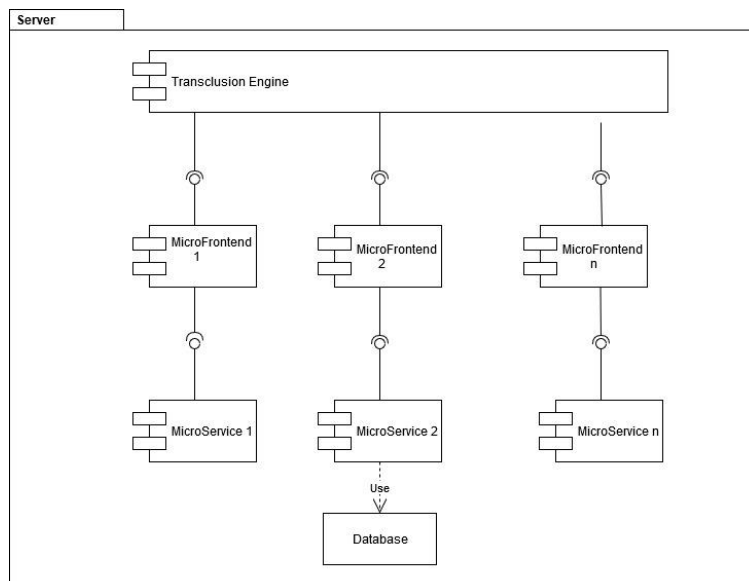 Server
Transclusion Engine
MicroFrontend
1
MicroFrontend
2
MicroFrontend
n
MicroService 1
MicroService 2
MicroService n
Use
Database